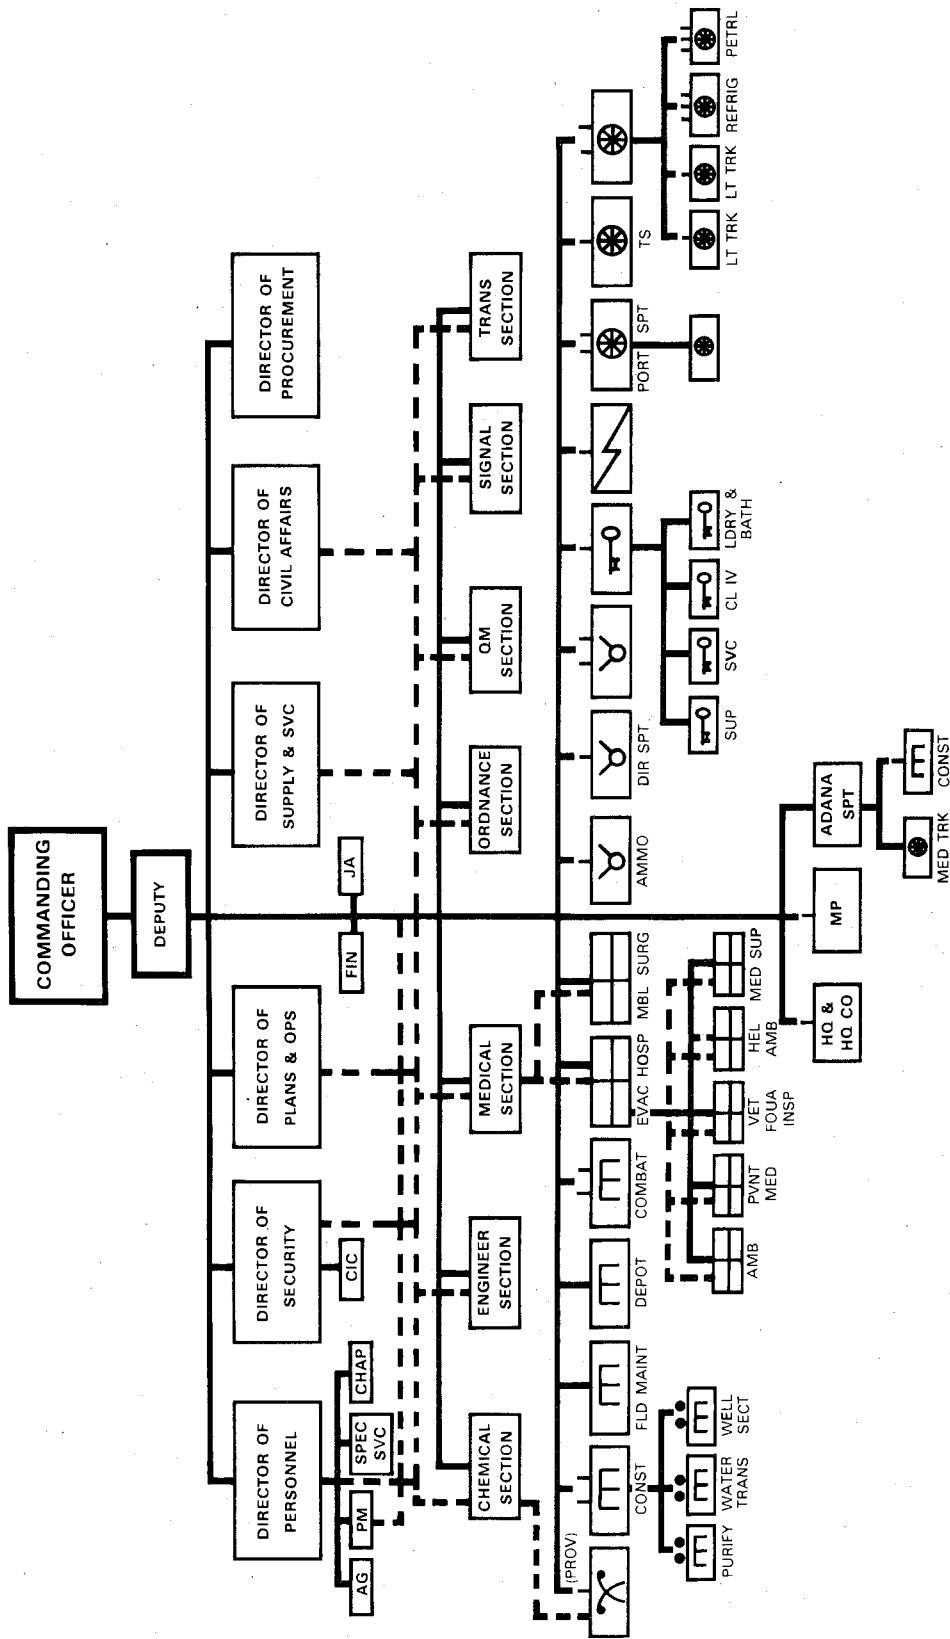 COMMANDING
OFFICER
DEPUTY
DIRECTOR OF
PERSONNEL
DIRECTOR OF
SECURITY
DIRECTOR OF
PLANS & OPS
DIRECTOR OF
SUPPLY & SVC
DIRECTOR OF
CIVIL AFFAIRS
DIRECTOR OF
PROCUREMENT
AG
PM
SPEC
SVC
CHAP
CIC
FIN
JA
CHEMICAL
SECTION
ENGINEER
SECTION
MEDICAL
SECTION
ORDNANCE
SECTION
QM
SECTION
SIGNAL
SECTION
TRANS
SECTION
(PROV)
CONST
FLD MAINT
DEPOT
COMBAT
EVAC HOSP
MBL SURG
AMMO
DIR SPT
PORT SPT
TS
PURIFY
WATER
TRANS
WELL
SECT
AMB
PVNT
MED
VET
FOUA
INSP
HEL
AMB
MED SUP
SUP
SVC
CL IV
LDRY &
BATH
LT TRK
LT TRK
REFRIG
PETRL
HQ &
HQ CO
MP
ADANA
SPT
MED TRK
CONST